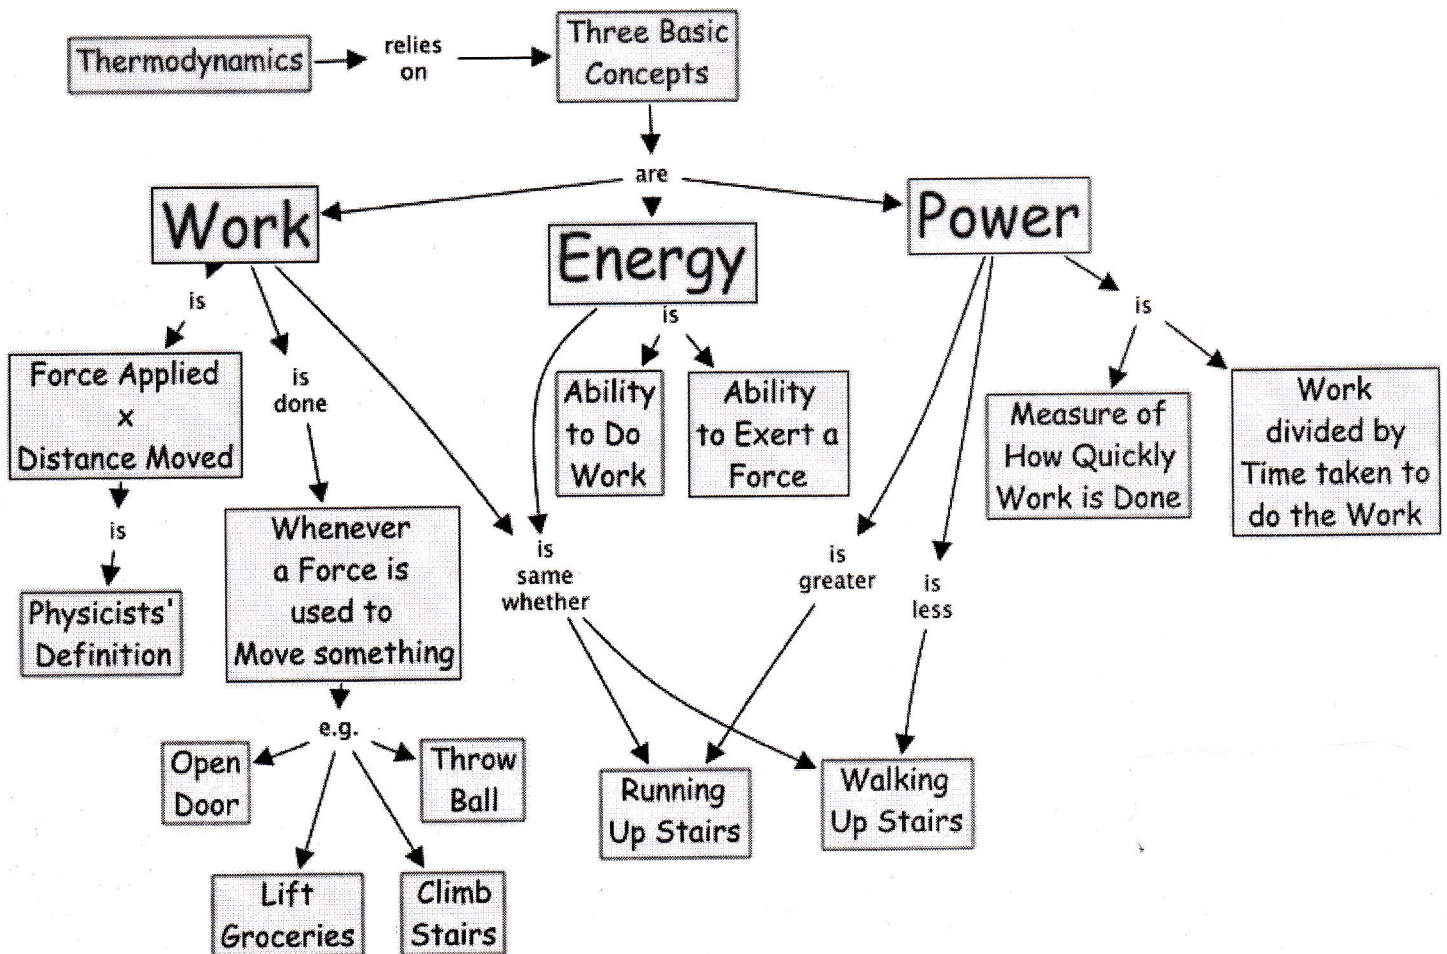 Thermodynamics
relies
on
Three Basic
Concepts
are
Work
Energy
Power
is
Force Applied
x
Distance Moved
is
Physicists'
Definition
is
done
Whenever
a Force is
used to
Move something
e.g.
Open
Door
Throw
Ball
Lift
Groceries
Climb
Stairs
is
Ability
to Do
Work
Ability
to Exert a
Force
is
same
whether
is
greater
is
less
Running
Up Stairs
Walking
Up Stairs
is
Measure of
How Quickly
Work is Done
Work
divided by
Time taken to
do the Work